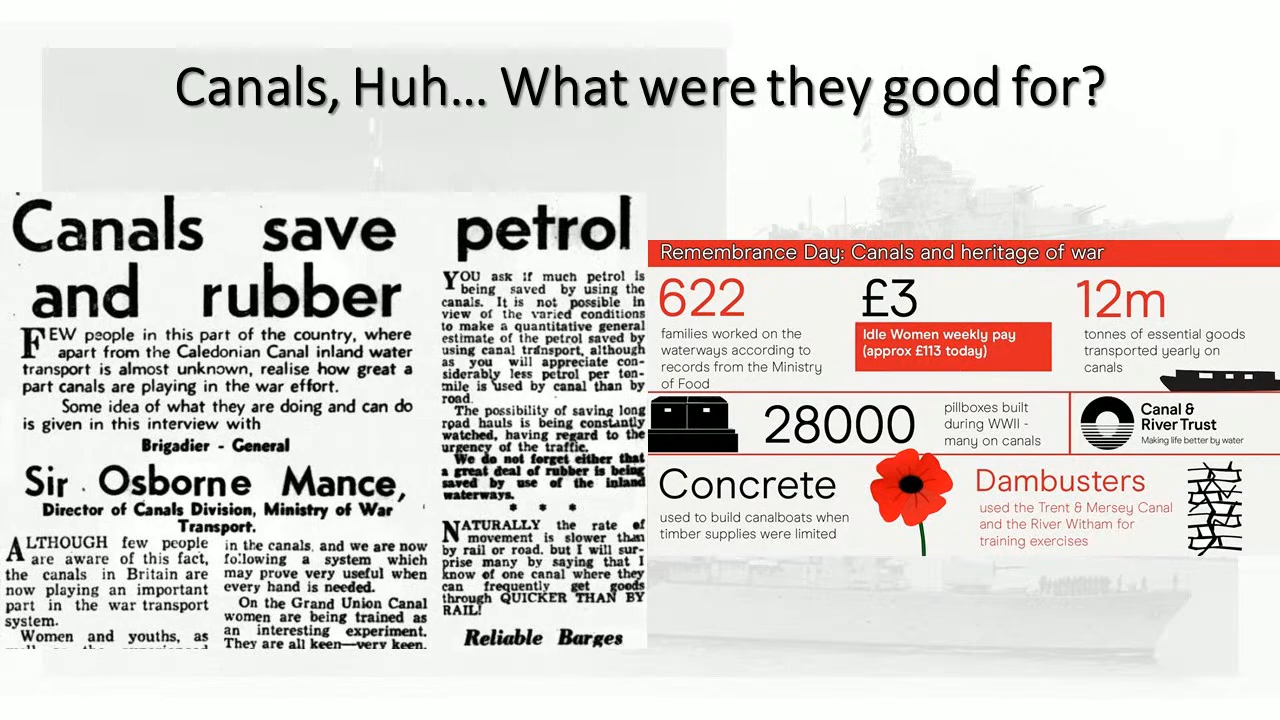 Canals, Huh... What were they good for?
Canals save petrol
and rubber
FEW people in this part of the country, where
apart from the Caledonian Canal inland water
transport is almost unknown, realise how great a
part canals are playing in the war effort.
Some idea of what they are doing and can do
is given in this interview with
Brigadier - General
Sir Osborne Mance,
Director of Canals Division, Ministry of War
Transport.
ALTHOUGH few people
are aware of this fact,
the canals in Britain are
now playing an important
part in the war transport
system.
Women and youths, as
in the canals, and we are now
following a system which
may prove very useful when
every hand is needed.
On the Grand Union Canal
women are being trained as
an interesting experiment.
They are all keen—very keen.
YOU ask if much petrol is
being saved by using the
canals. It is not possible in
view of the varied conditions
to make a quantitative general
estimate of the petrol saved by
using canal transport, although
as you will appreciate con-
siderably less petrol per ton-
mile is used by canal than by
road.
The possibility of saving long
road hauls is being constantly
watched, having regard to the
urgency of the traffic.
We do not forget either that
a great deal of rubber is being
saved by use of the inland
waterways.
* * *
NATURALLY the rate of
movement is slower than
by rail or road, but I will sur-
prise many by saying that I
know of one canal where they
can frequently get goods
through QUICKER THAN BY
RAIL!
Reliable Barges
Remembrance Day: Canals and heritage of war
622
families worked on the
waterways according to
records from the Ministry
of Food
£3
Idle Women weekly pay
(approx £113 today)
12m
tonnes of essential goods
transported yearly on
canals
28000
pillboxes built
during WWII -
many on canals
Canal &
River Trust
Making life better by water
Concrete
used to build canalboats when
timber supplies were limited
Dambusters
used the Trent & Mersey Canal
and the River Witham for
training exercises